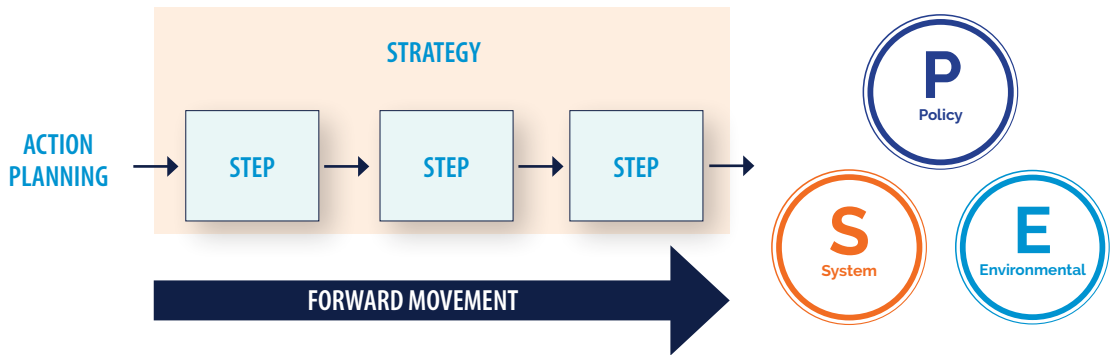 STRATEGY
ACTION
PLANNING
STEP
STEP
STEP
FORWARD MOVEMENT
P
Policy
S
System
E
Environmental